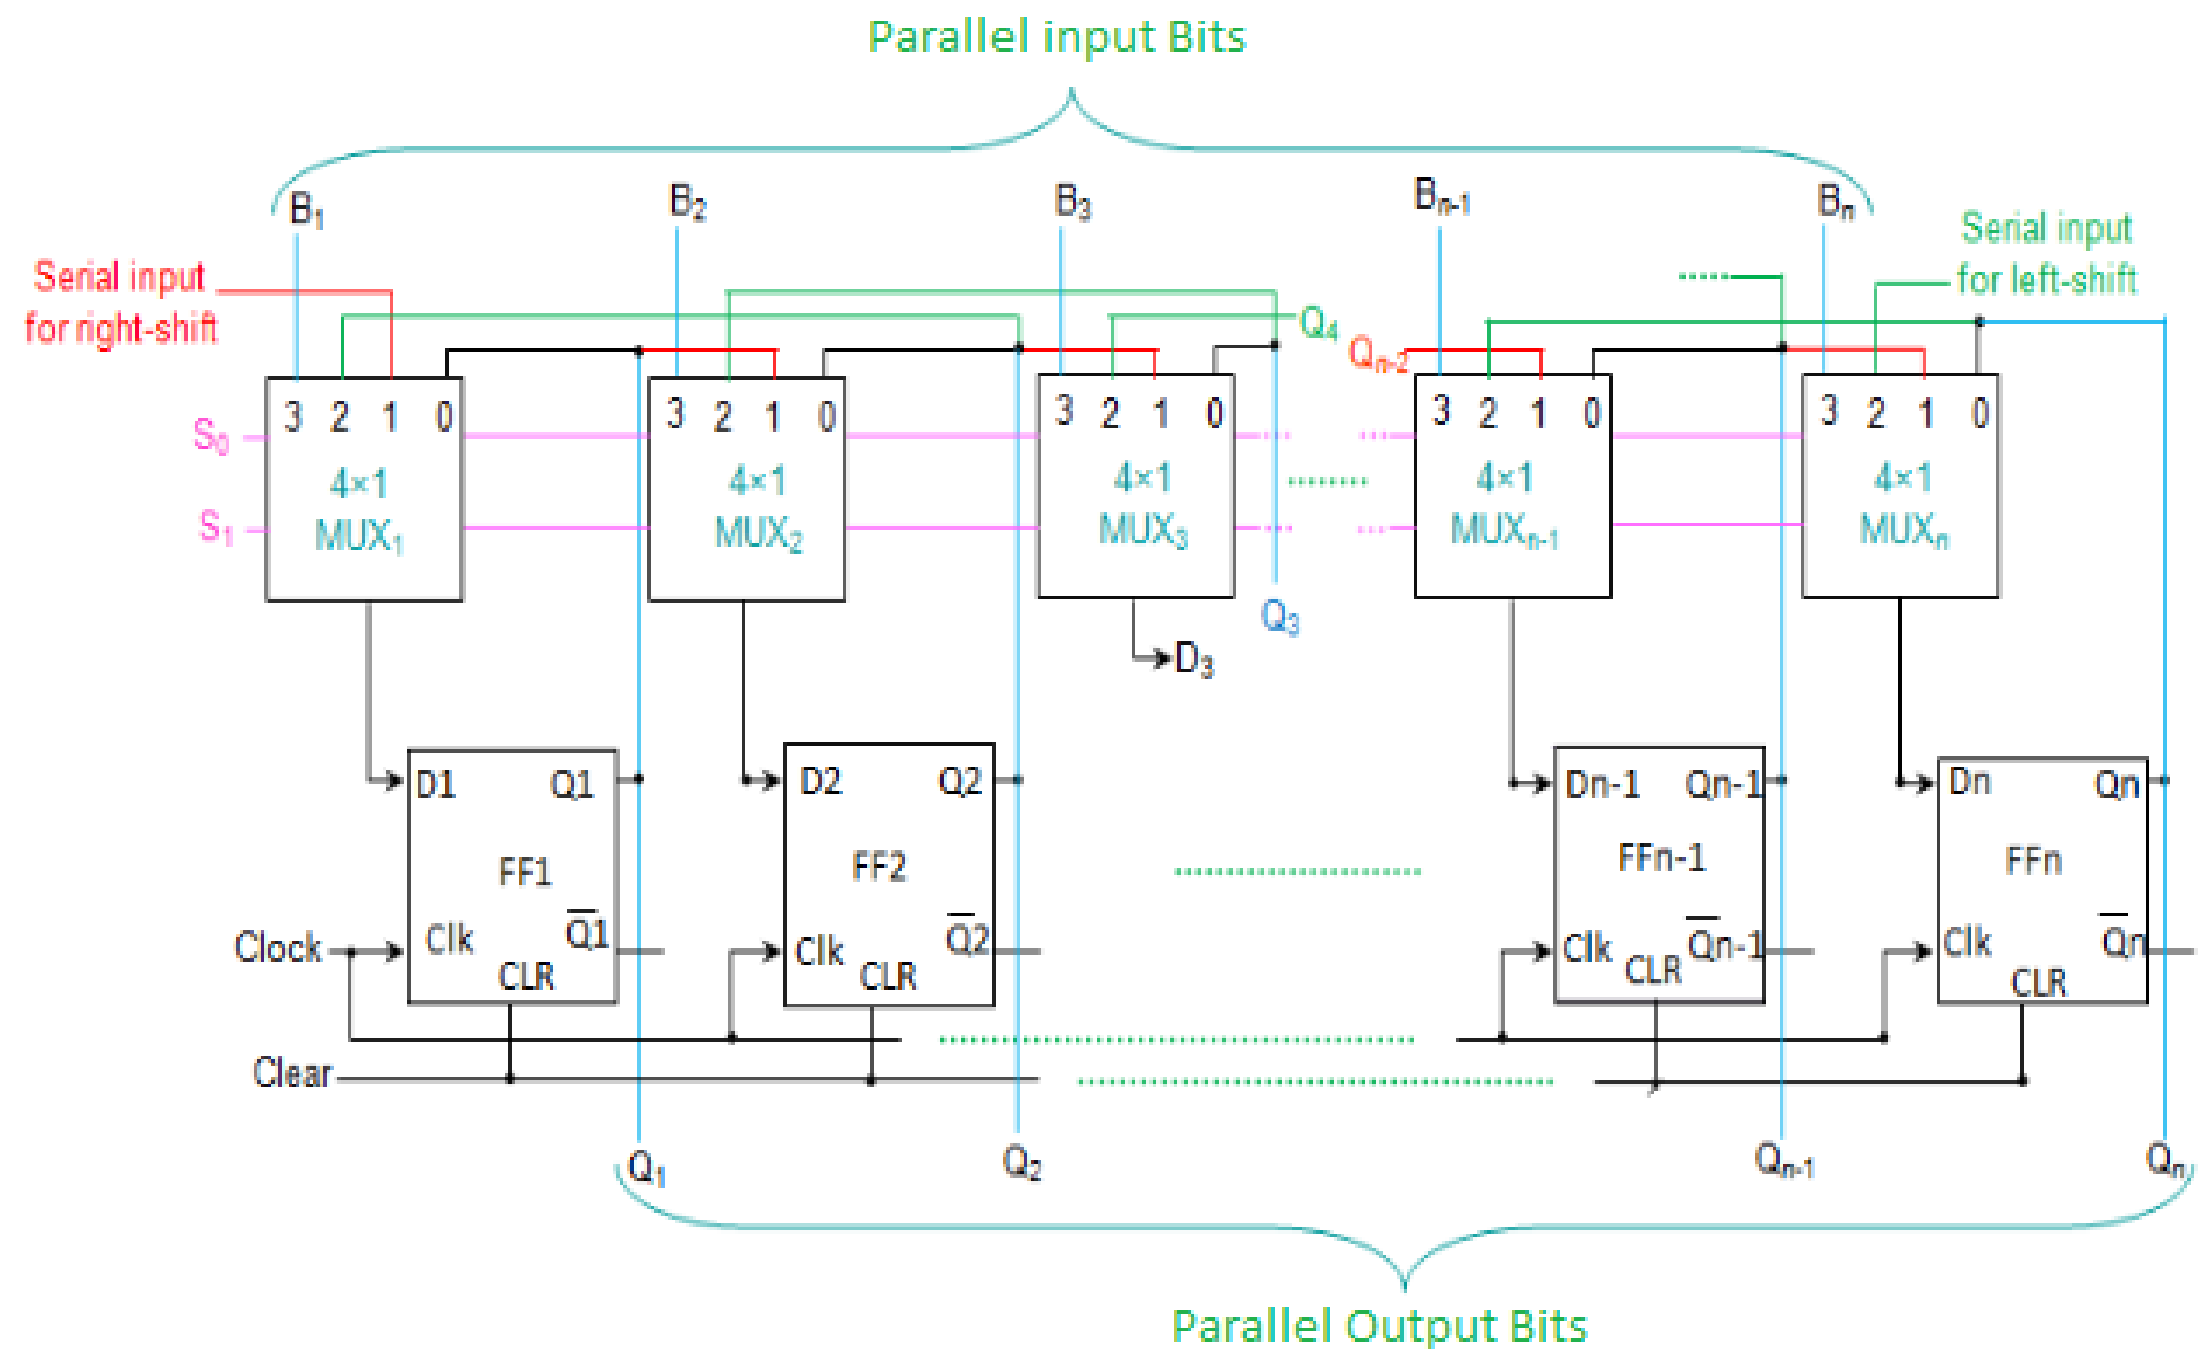 Parallel input Bits
B1 B2 B3 Bn-1 Bn
Serial input
for right-shift
Serial input
for left-shift
Q4
Qn-2
3 2 1 0 3 2 1 0 3 2 1 0 3 2 1 0 3 2 1 0
S0
4×1 4×1 4×1 4×1 4×1
S1
MUX1 MUX2 MUX3 MUXn-1 MUXn
Q3
D3
D1 Q1 D2 Q2 Dn-1 Qn-1 Dn Qn
FF1 FF2 FFn-1 FFn
Clock
Clk Q̅1 Clk Q̅2 Clk Q̅n-1 Clk Q̅n
CLR CLR CLR CLR
Clear
Q1 Q2 Qn-1 Qn
Parallel Output Bits